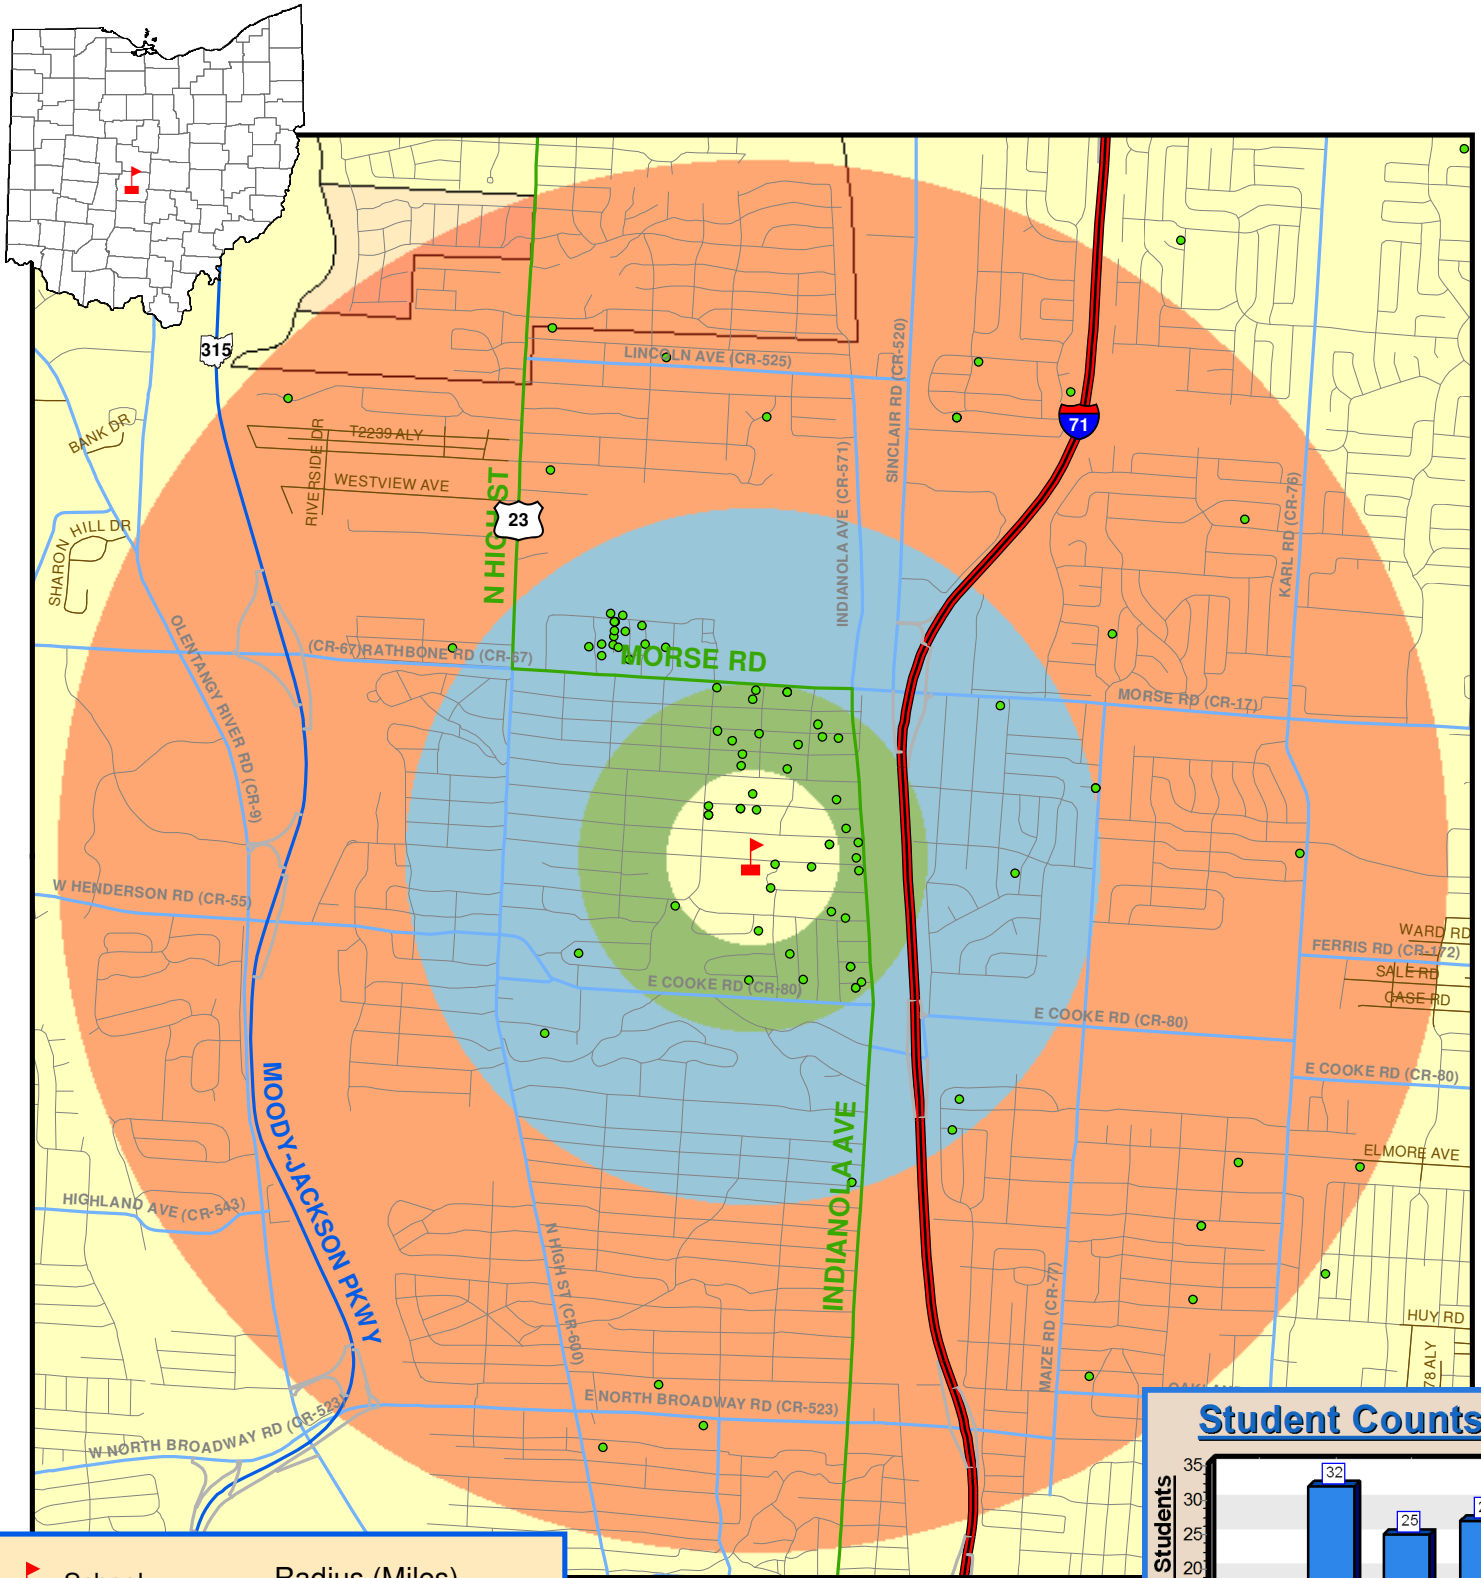 315
LINCOLN AVE (CR-525)
SINCLAIR RD (CR-520)
BANK DR
RIVERSIDE DR
T2239 ALY
71
WESTVIEW AVE
N HIGH ST
23
INDIANOLA AVE (CR-571)
KARL RD (CR-76)
SHARON HILL DR
OLENTANGY RIVER RD (CR-9)
(CR-67)RATHBONE RD (CR-67)
MORSE RD
MORSE RD (CR-17)
W HENDERSON RD (CR-55)
WARD RD
FERRIS RD (CR-172)
SALE RD
CASE RD
E COOKE RD (CR-80)
E COOKE RD (CR-80)
E COOKE RD (CR-80)
MOODY-JACKSON PKWY
INDIANOLA AVE
ELMORE AVE
HIGHLAND AVE (CR-543)
N HIGH ST (CR-600)
MAIZE RD (CR-77)
HUY RD
78 ALY
E NORTH BROADWAY RD (CR-523)
W NORTH BROADWAY RD (CR-523)
Student Counts
Students
35
32
30
25
25
20
School
Radius (Miles)